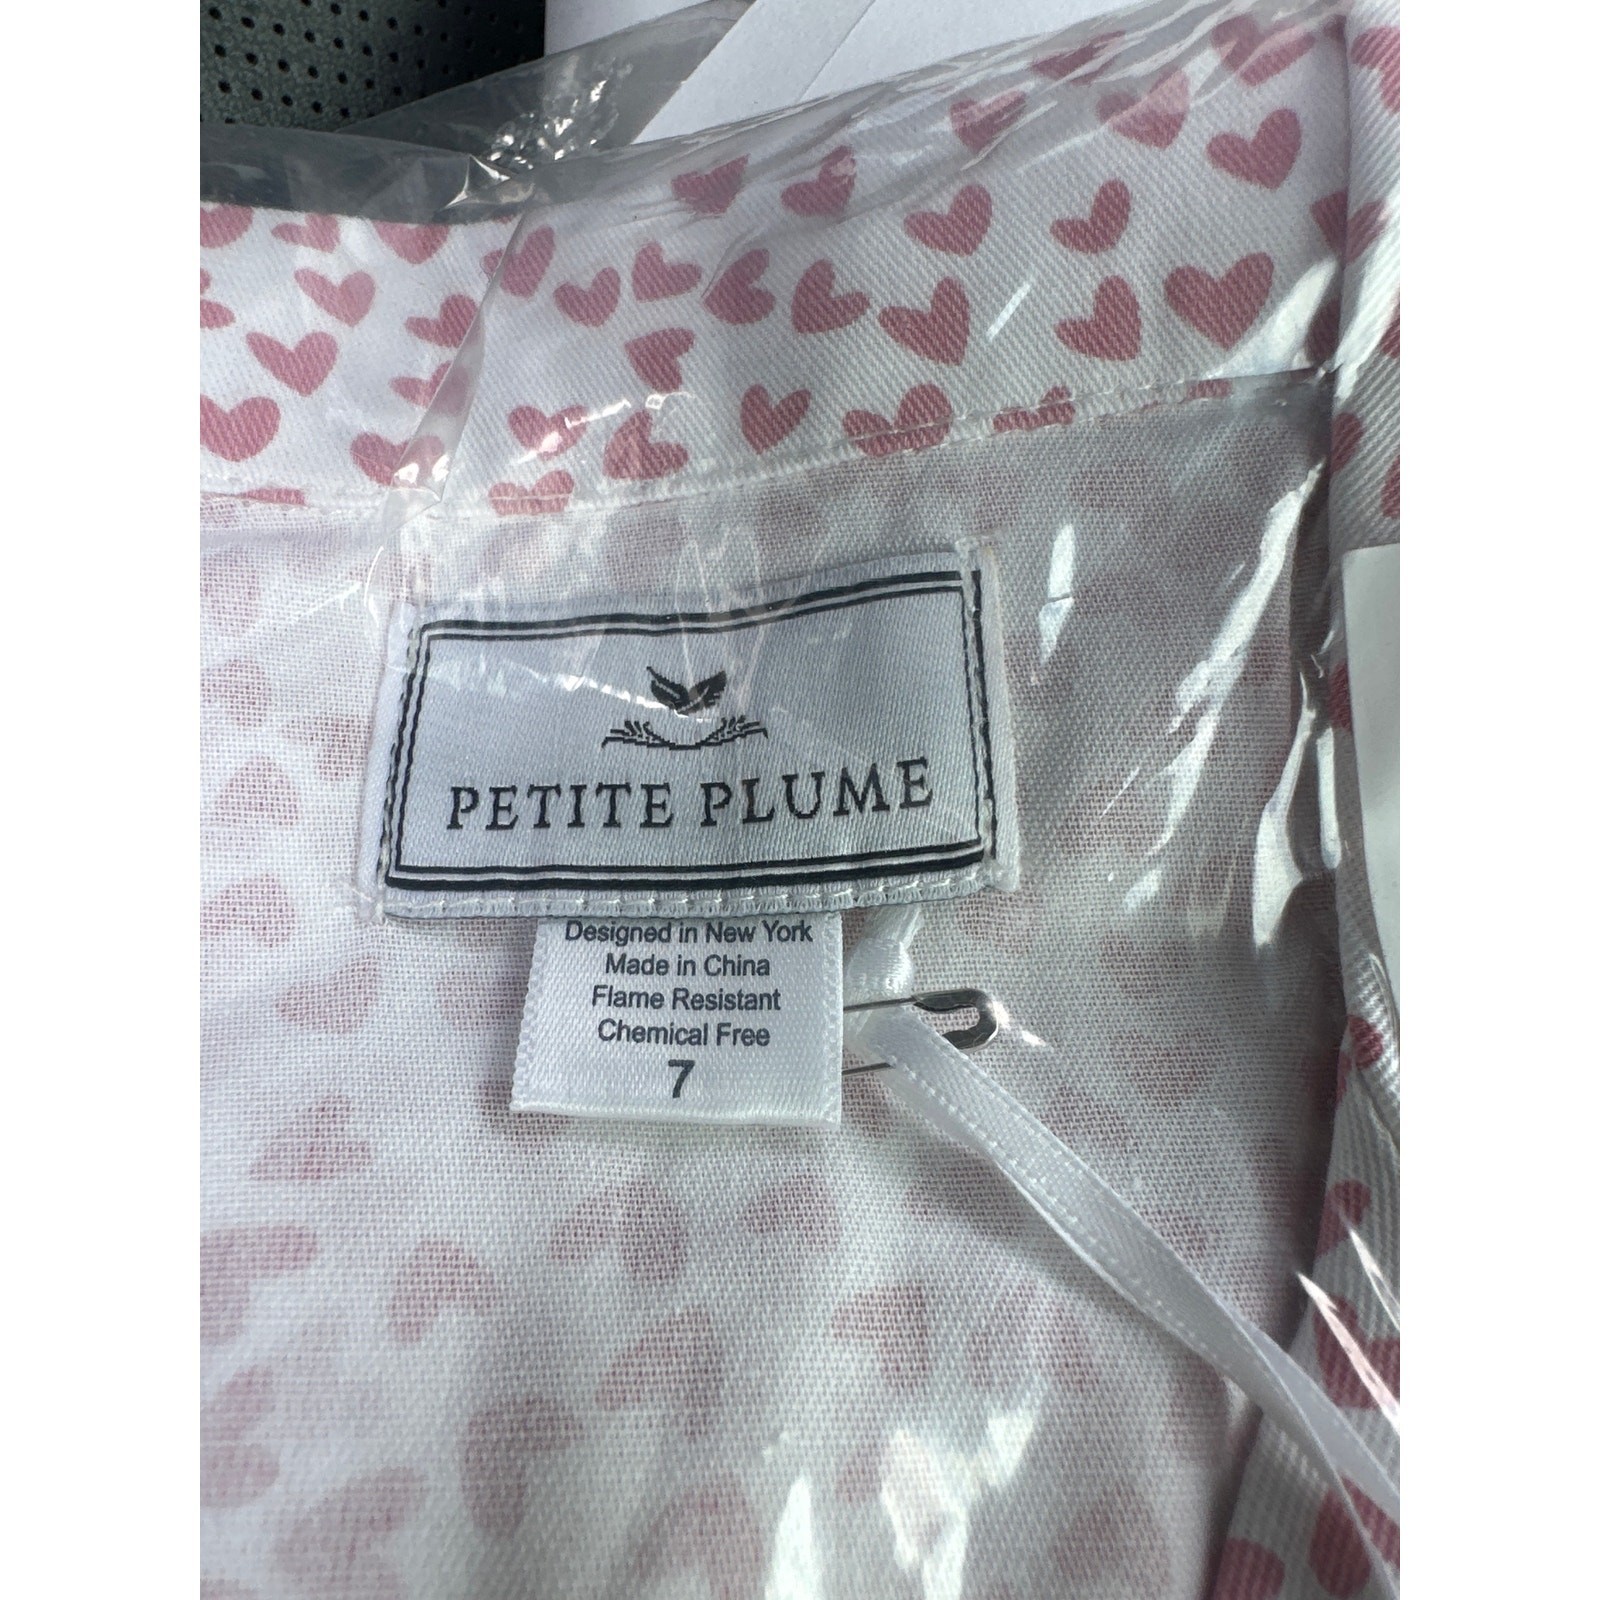 PETITE PLUME
Designed in New York
Made in China
Flame Resistant
Chemical Free
7